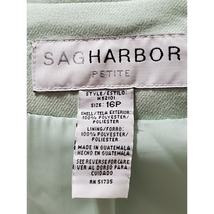 SAGHARBOR
PETITE
STYLE/ESTILO:
SIZE: 16P
SHELL/TELA EXTERIOR:
100% POLYESTER/
POLIESTER
LINING/FORRO:
100% POLYESTER/
POLIESTER
MADE IN GUATEMALA
HECHO EN GUATEMALA
SEE REVERSE FOR CARE/
VER AL DORSO PARA
CUIDADO
RN 51735